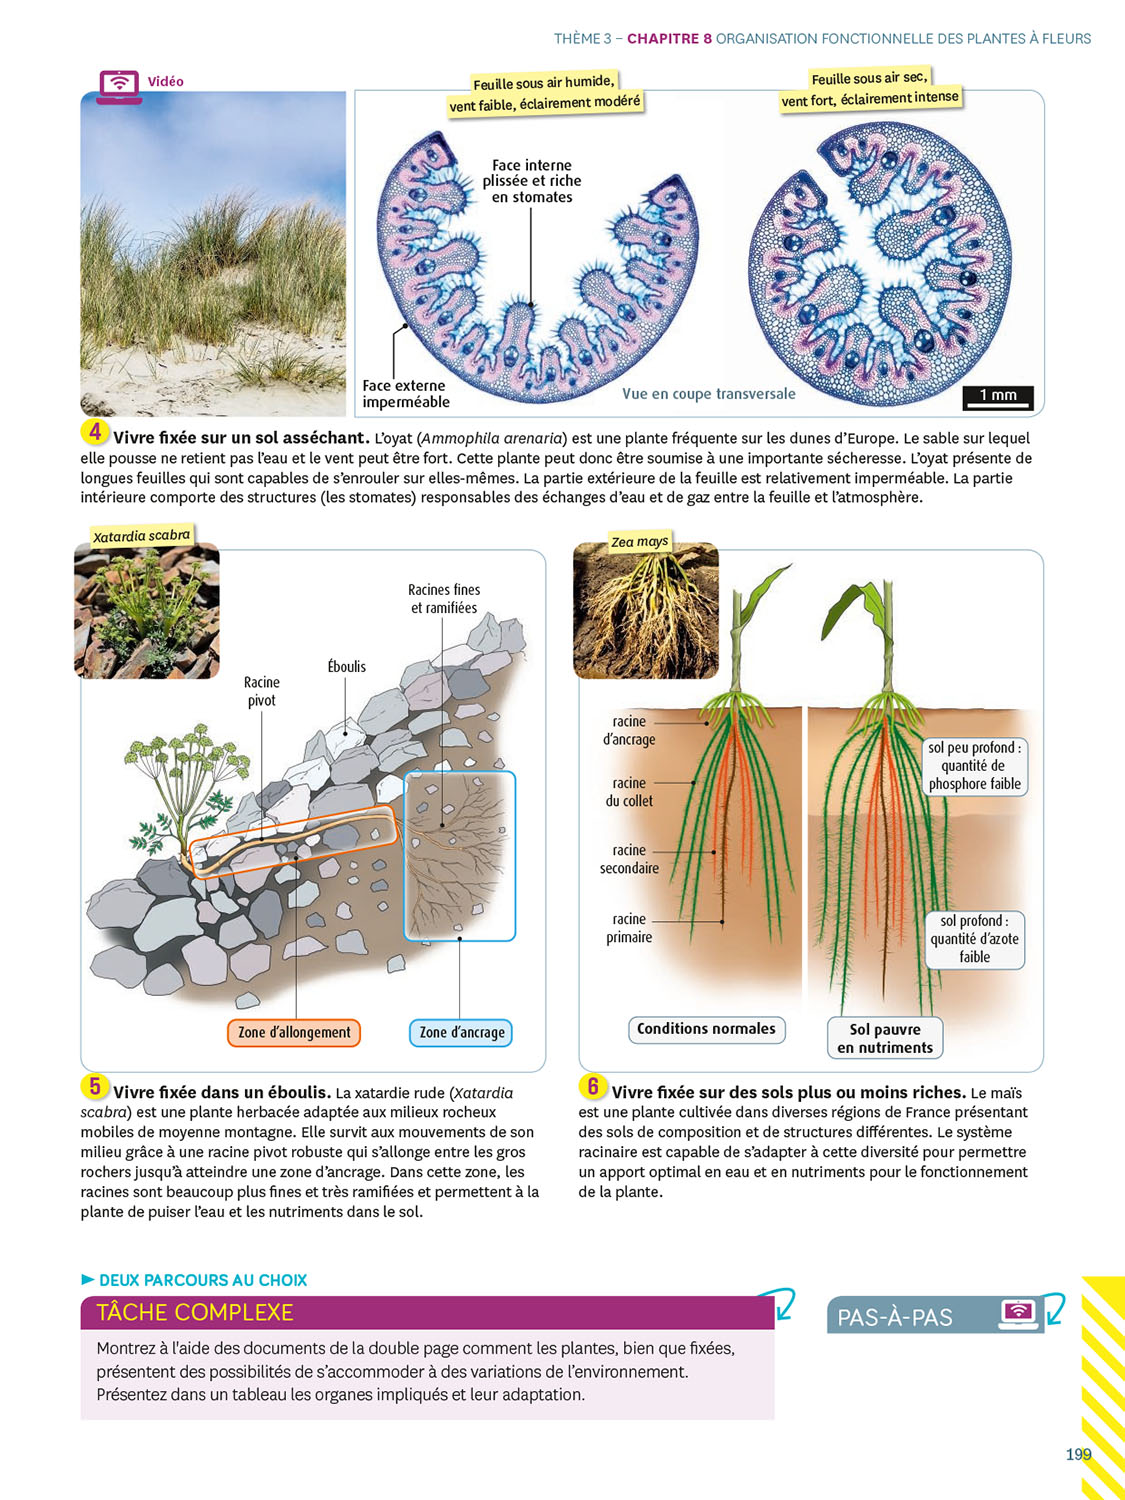 THÈME 3 – CHAPITRE 8 ORGANISATION FONCTIONNELLE DES PLANTES À FLEURS
Vidéo
Feuille sous air humide,
vent faible, éclairement modéré
Feuille sous air sec,
vent fort, éclairement intense
Face interne
plissée et riche
en stomates
Face externe
imperméable
Vue en coupe transversale
1 mm
4 Vivre fixée sur un sol asséchant. L'oyat (Ammophila arenaria) est une plante fréquente sur les dunes d'Europe. Le sable sur lequel
elle pousse ne retient pas l'eau et le vent peut être fort. Cette plante peut donc être soumise à une importante sécheresse. L'oyat présente de
longues feuilles qui sont capables de s'enrouler sur elles-mêmes. La partie extérieure de la feuille est relativement imperméable. La partie
intérieure comporte des structures (les stomates) responsables des échanges d'eau et de gaz entre la feuille et l'atmosphère.
Xatardia scabra
Racines fines
et ramifiées
Éboulis
Racine
pivot
Zone d'allongement
Zone d'ancrage
5 Vivre fixée dans un éboulis. La xatardie rude (Xatardia
scabra) est une plante herbacée adaptée aux milieux rocheux
mobiles de moyenne montagne. Elle survit aux mouvements de son
milieu grâce à une racine pivot robuste qui s'allonge entre les gros
rochers jusqu'à atteindre une zone d'ancrage. Dans cette zone, les
racines sont beaucoup plus fines et très ramifiées et permettent à la
plante de puiser l'eau et les nutriments dans le sol.
Zea mays
racine
d'ancrage
racine
du collet
racine
secondaire
racine
primaire
sol peu profond :
quantité de
phosphore faible
sol profond :
quantité d'azote
faible
Conditions normales
Sol pauvre
en nutriments
6 Vivre fixée sur des sols plus ou moins riches. Le maïs
est une plante cultivée dans diverses régions de France présentant
des sols de composition et de structures différentes. Le système
racinaire est capable de s'adapter à cette diversité pour permettre
un apport optimal en eau et en nutriments pour le fonctionnement
de la plante.
► DEUX PARCOURS AU CHOIX
TÂCHE COMPLEXE
Montrez à l'aide des documents de la double page comment les plantes, bien que fixées,
présentent des possibilités de s'accommoder à des variations de l'environnement.
Présentez dans un tableau les organes impliqués et leur adaptation.
PAS-À-PAS
199